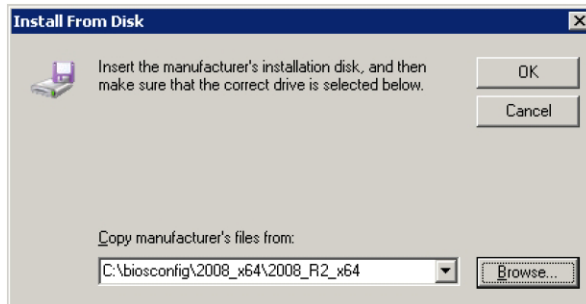 Install From Disk
Insert the manufacturer's installation disk, and then
make sure that the correct drive is selected below.
OK
Cancel
Copy manufacturer's files from:
C:\biosconfig\2008_x64\2008_R2_x64
Browse...